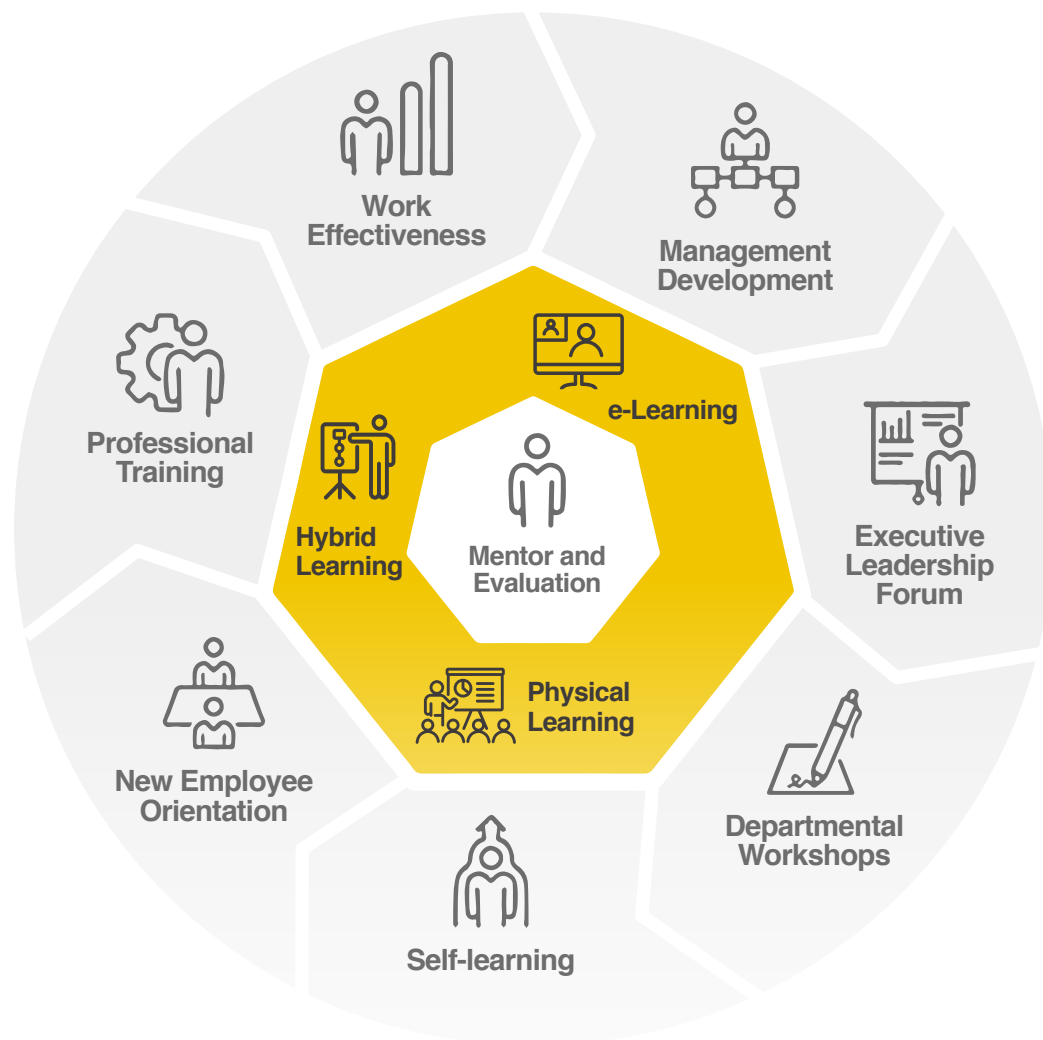 Work
Effectiveness
Management
Development
Professional
Training
e-Learning
Hybrid
Learning
Mentor and
Evaluation
Executive
Leadership
Forum
Physical
Learning
New Employee
Orientation
Departmental
Workshops
Self-learning